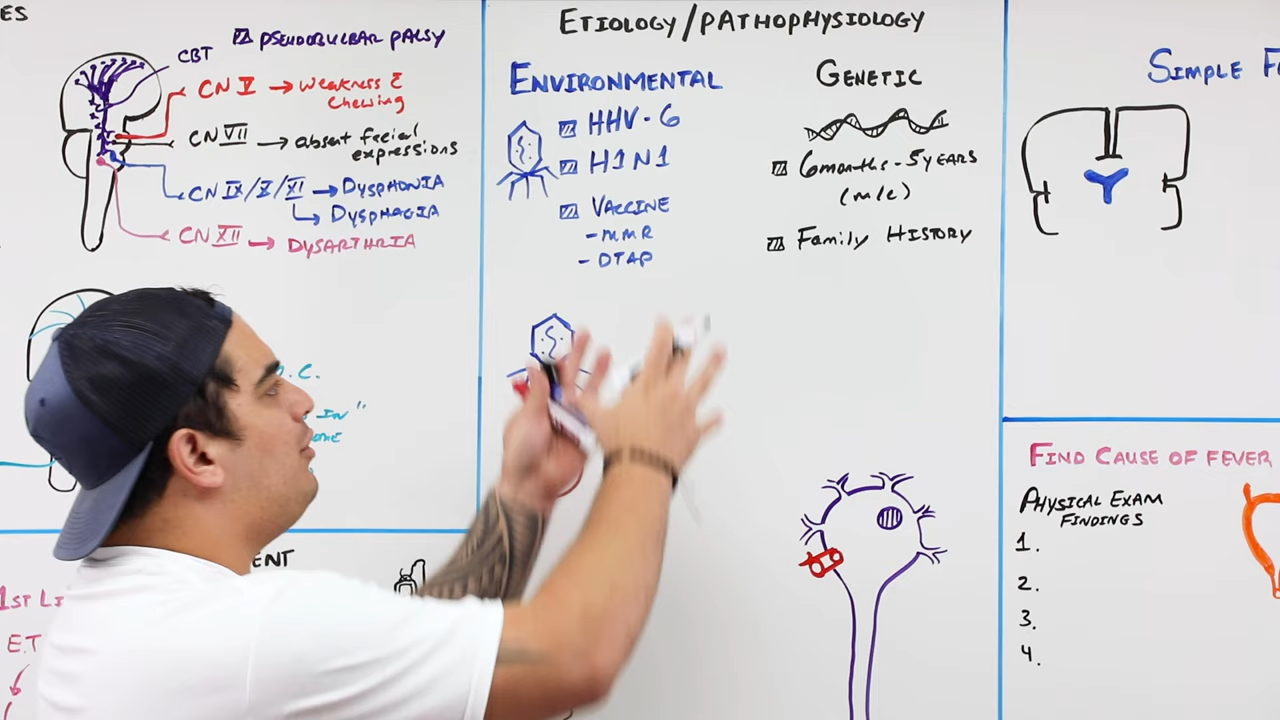 ES
☑ PSEUDOBULBAR PALSY
CBT
CN V → Weakness Ē
chewing
CN VII → absent facial
expressions
CN IX/X/XI → DYSPHONIA
↳ DYSPHAGIA
CN XII → DYSARTHRIA
.C.
IN"
OME
ENT
1ST LI
E.T
ETIOLOGY/PATHOPHYSIOLOGY
ENVIRONMENTAL
☑ HHV-6
☑ H1N1
☑ VACCINE
- MMR
- DTAP
GENETIC
☑ 6months-5YEARS
(m/c)
☑ Family HISTORY
SIMPLE F
FIND CAUSE OF FEVER
PHYSICAL EXAM
FINDINGS
1.
2.
3.
4.